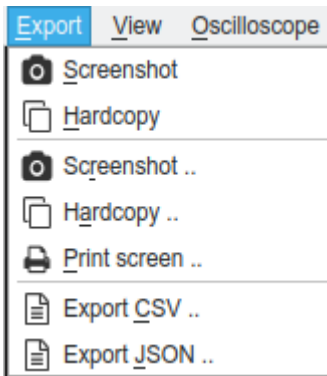 Export View Oscilloscope
Screenshot
Hardcopy
Screenshot ..
Hardcopy ..
Print screen ..
Export CSV ..
Export JSON ..